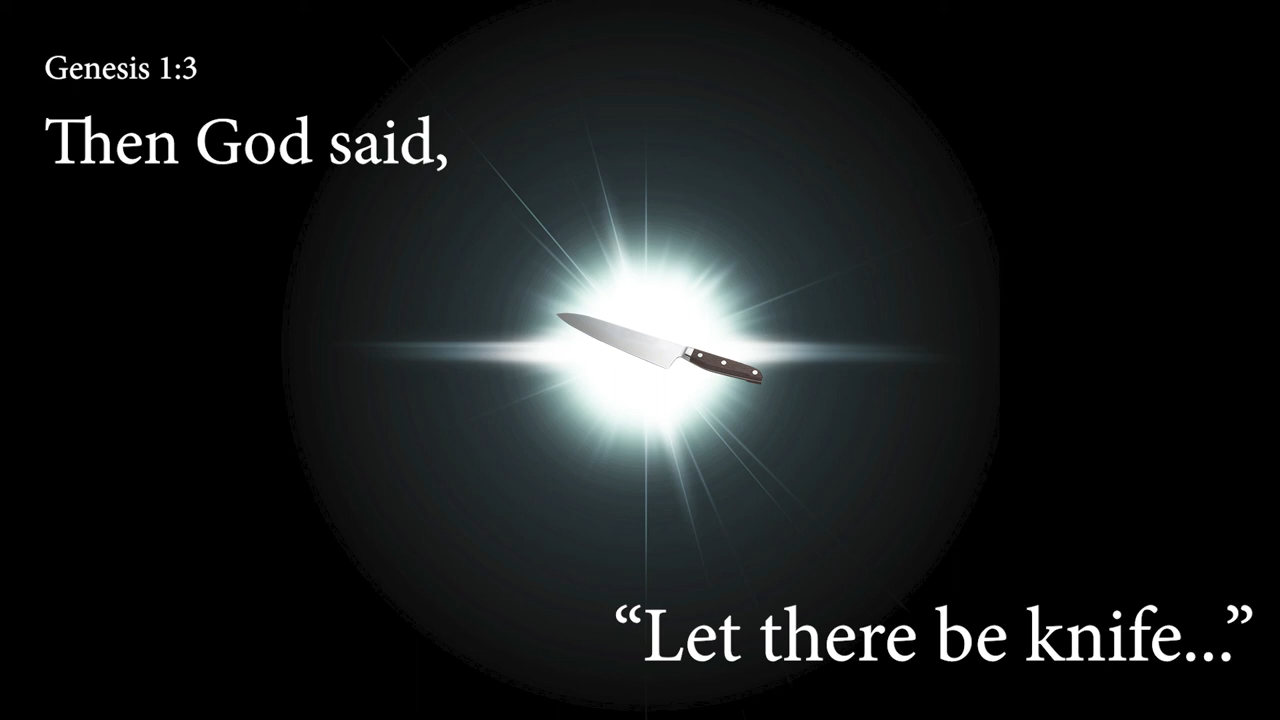 Genesis 1:3
Then God said,
“Let there be knife...”